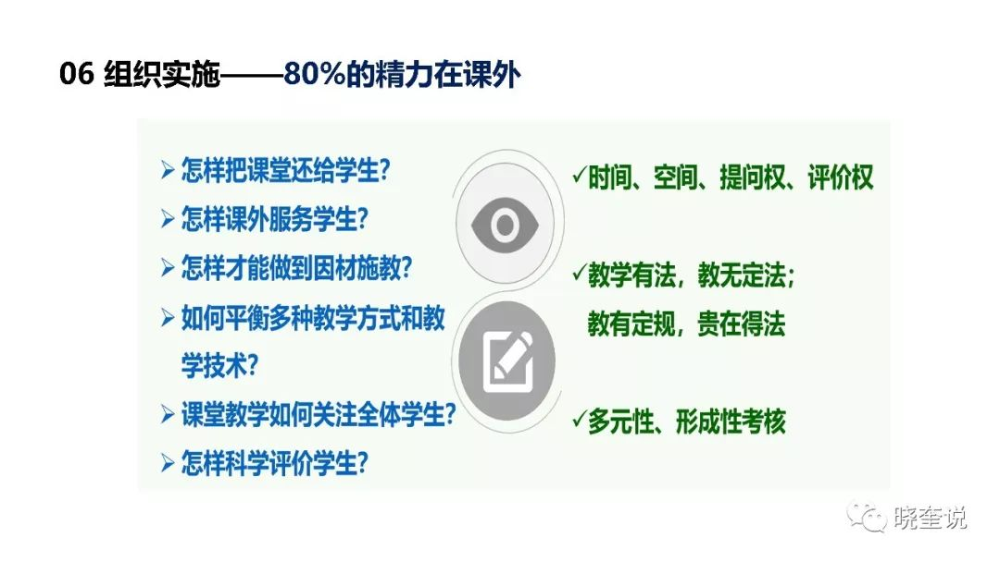 06 组织实施——80%的精力在课外
怎样把课堂还给学生？
怎样课外服务学生？
怎样才能做到因材施教？
如何平衡多种教学方式和教
学技术？
课堂教学如何关注全体学生？
怎样科学评价学生？
✓时间、空间、提问权、评价权
✓教学有法，教无定法；
教有定规，贵在得法
✓多元性、形成性考核
晓奎说